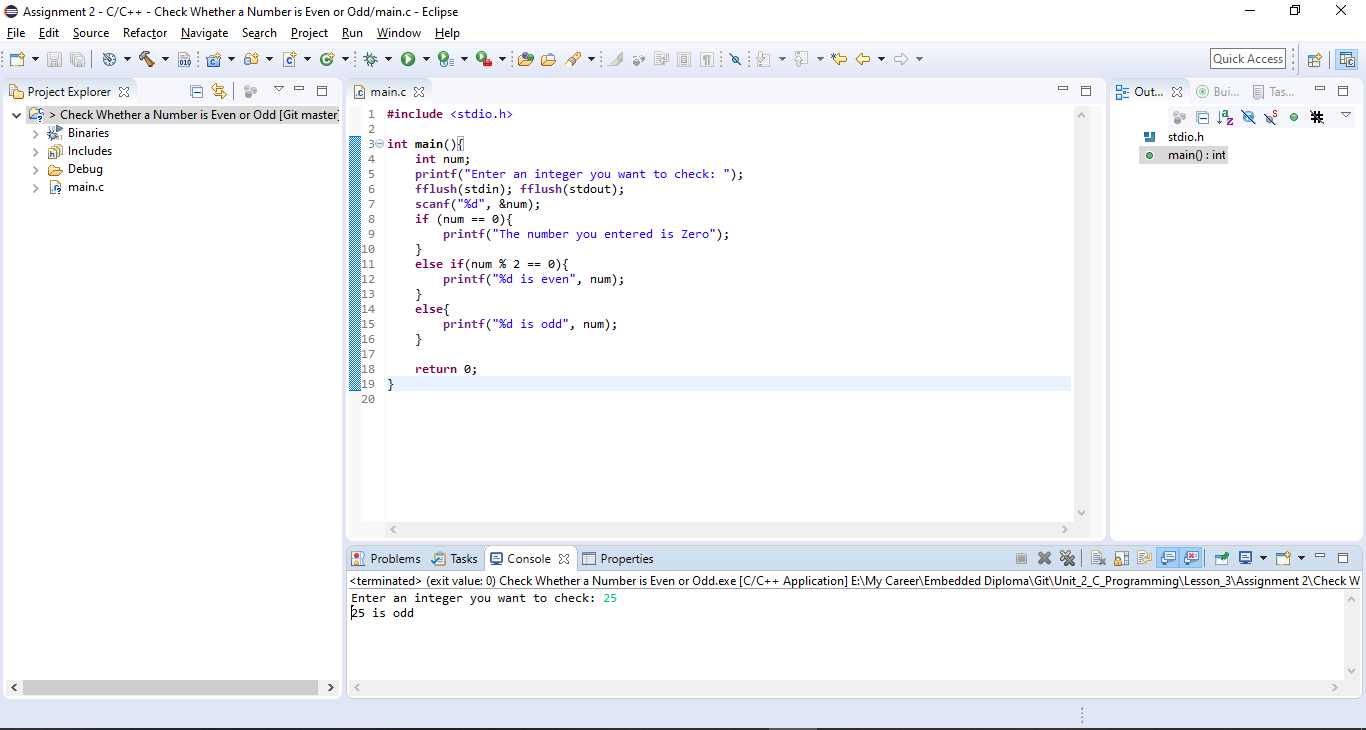 Assignment 2 - C/C++ - Check Whether a Number is Even or Odd/main.c - Eclipse
File Edit Source Refactor Navigate Search Project Run Window Help
Quick Access
Project Explorer
> Check Whether a Number is Even or Odd [Git master]
Binaries
Includes
Debug
main.c
main.c
1 #include <stdio.h>
2
3 int main(){
4 int num;
5 printf("Enter an integer you want to check: ");
6 fflush(stdin); fflush(stdout);
7 scanf("%d", &num);
8 if (num == 0){
9 printf("The number you entered is Zero");
10 }
11 else if(num % 2 == 0){
12 printf("%d is even", num);
13 }
14 else{
15 printf("%d is odd", num);
16 }
17
18 return 0;
19 }
20
Out... Bui... Tas...
stdio.h
main() : int
Problems Tasks Console Properties
<terminated> (exit value: 0) Check Whether a Number is Even or Odd.exe [C/C++ Application] E:\My Career\Embedded Diploma\Git\Unit_2_C_Programming\Lesson_3\Assignment 2\Check W
Enter an integer you want to check: 25
25 is odd